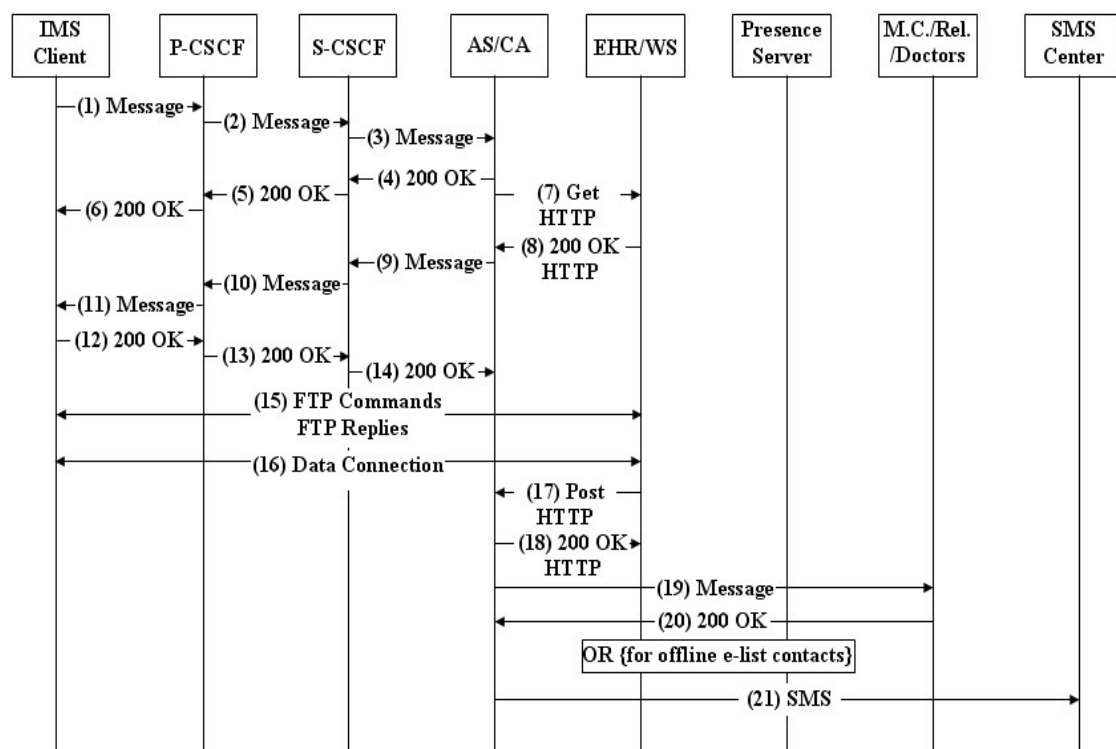 IMS
Client
P-CSCF
S-CSCF
AS/CA
EHR/WS
Presence
Server
M.C./Rel.
/Doctors
SMS
Center
(1) Message
(2) Message
(3) Message
(4) 200 OK
(5) 200 OK
(6) 200 OK
(7) Get
HTTP
(8) 200 OK
HTTP
(9) Message
(10) Message
(11) Message
(12) 200 OK
(13) 200 OK
(14) 200 OK
(15) FTP Commands
FTP Replies
(16) Data Connection
(17) Post
HTTP
(18) 200 OK
HTTP
(19) Message
(20) 200 OK
OR {for offline e-list contacts}
(21) SMS